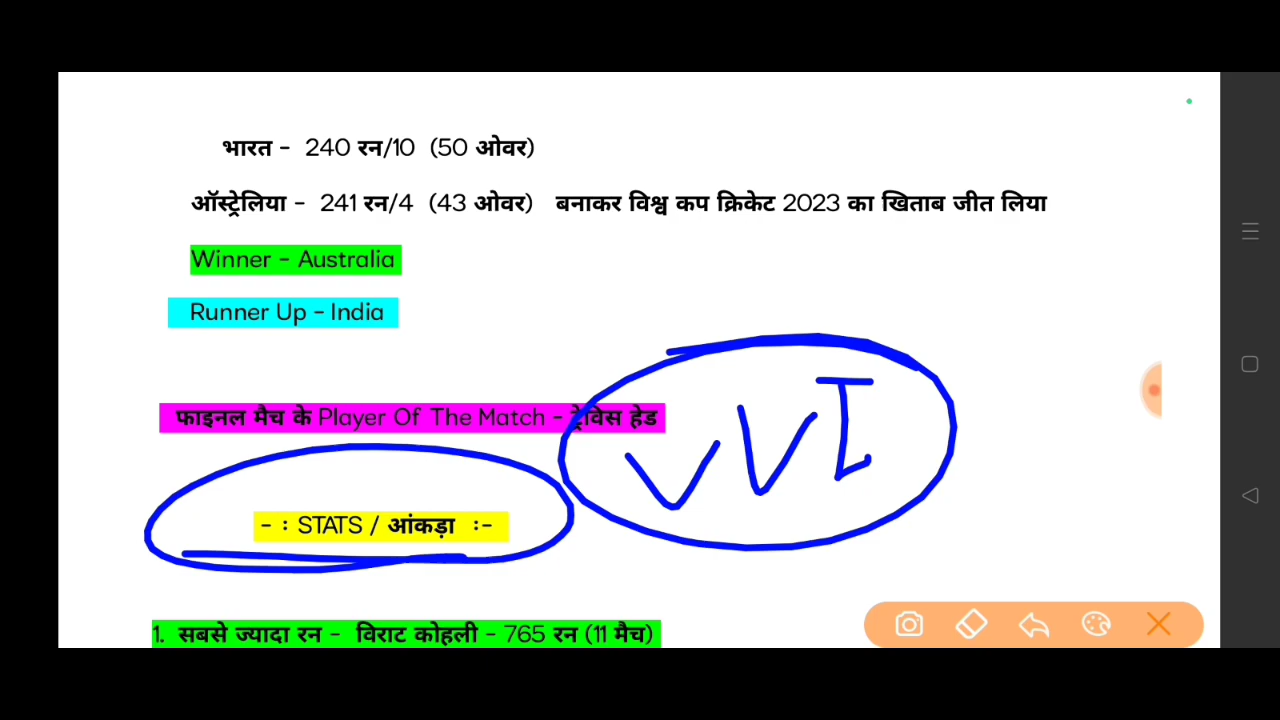 भारत - 240 रन/10 (50 ओवर)
ऑस्ट्रेलिया - 241 रन/4 (43 ओवर) बनाकर विश्व कप क्रिकेट 2023 का खिताब जीत लिया
Winner - Australia
Runner Up - India
फाइनल मैच के Player Of The Match - ट्रेविस हेड
VVI
- : STATS / आंकड़ा :-
1. सबसे ज्यादा रन - विराट कोहली - 765 रन (11 मैच)